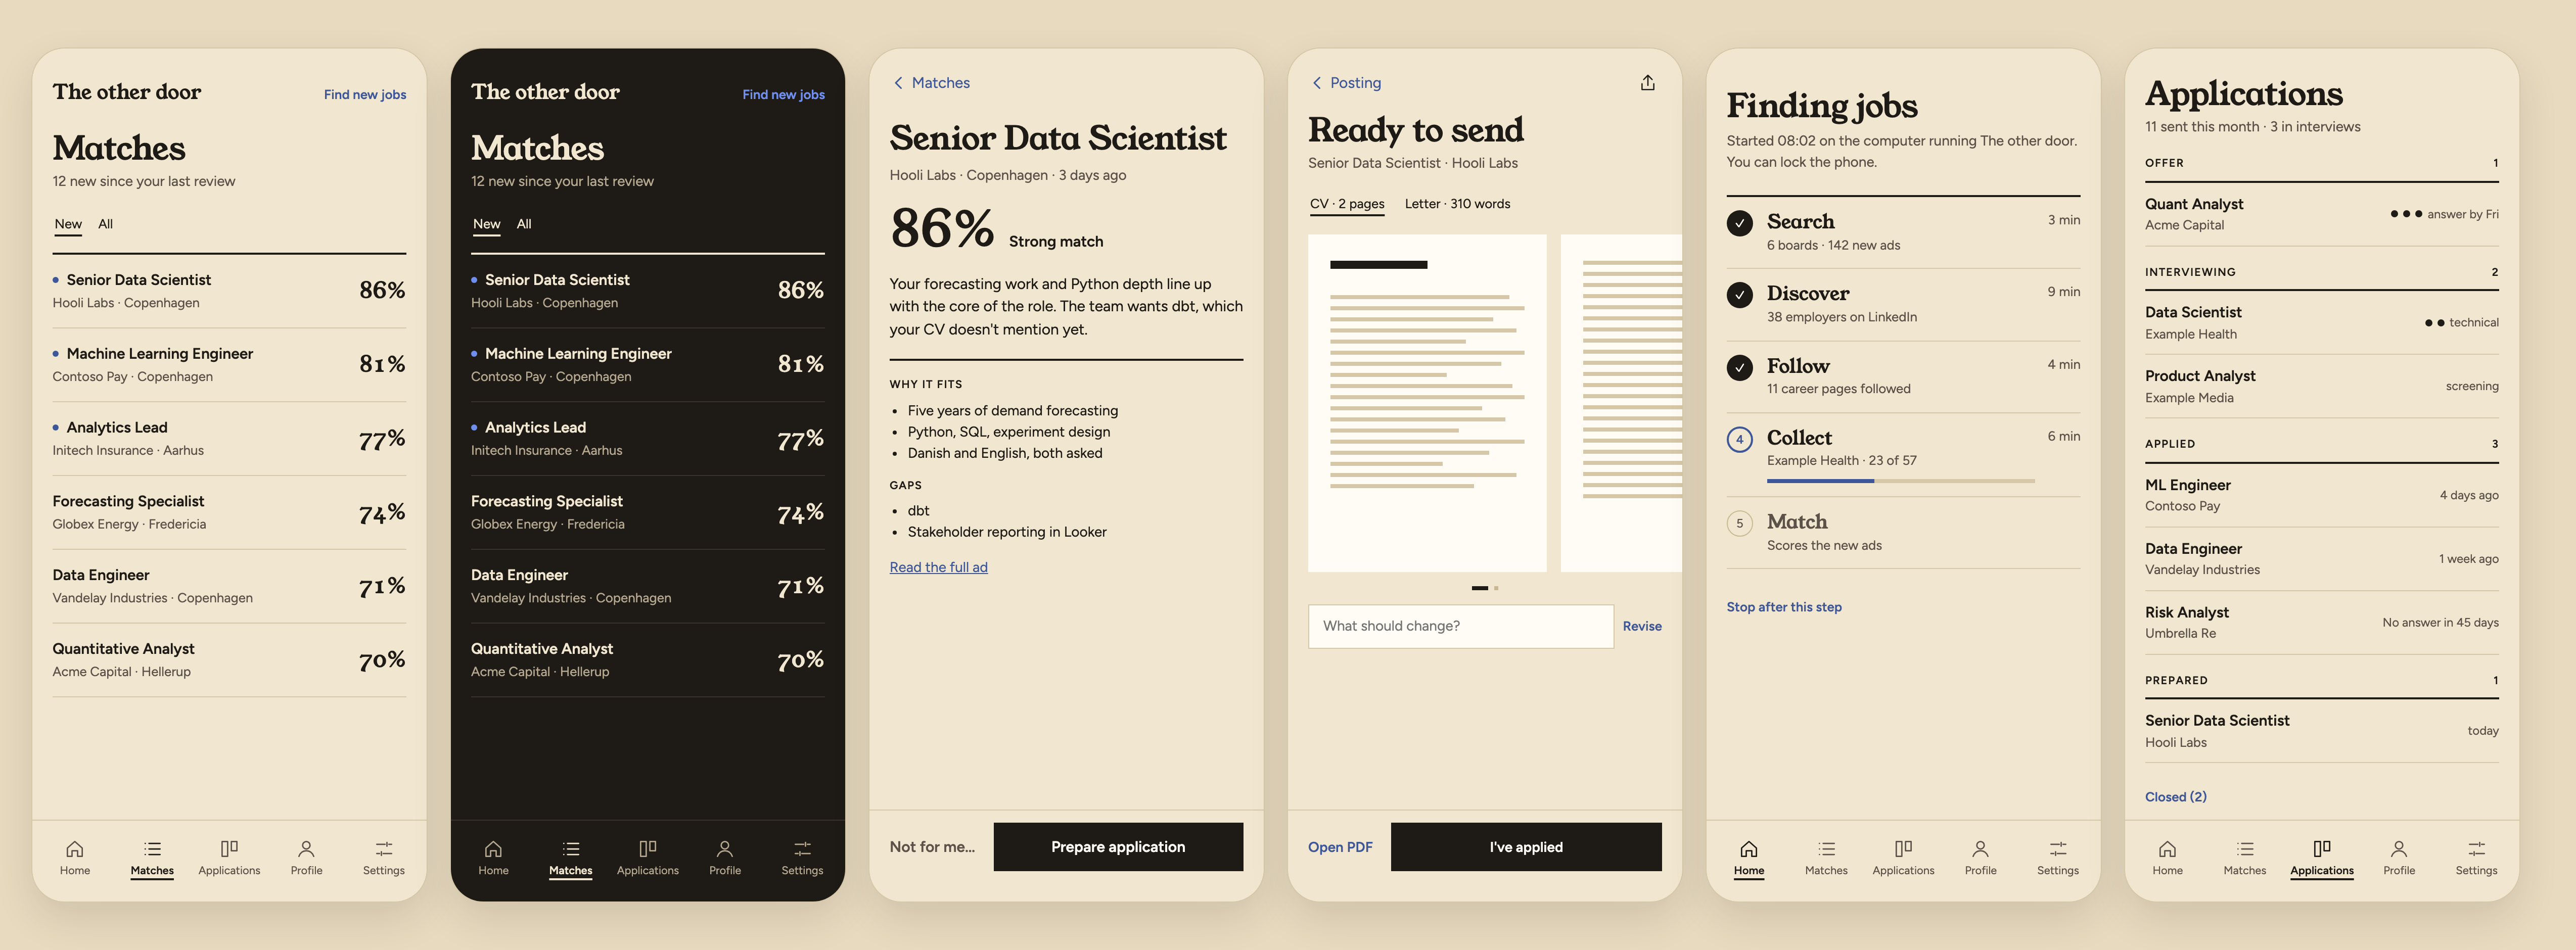 The other door
Find new jobs
Matches
12 new since your last review
New All
Senior Data Scientist
Hooli Labs · Copenhagen
86%
Machine Learning Engineer
Contoso Pay · Copenhagen
81%
Analytics Lead
Initech Insurance · Aarhus
77%
Forecasting Specialist
Globex Energy · Fredericia
74%
Data Engineer
Vandelay Industries · Copenhagen
71%
Quantitative Analyst
Acme Capital · Hellerup
70%
Home Matches Applications Profile Settings
The other door
Find new jobs
Matches
12 new since your last review
New All
Senior Data Scientist
Hooli Labs · Copenhagen
86%
Machine Learning Engineer
Contoso Pay · Copenhagen
81%
Analytics Lead
Initech Insurance · Aarhus
77%
Forecasting Specialist
Globex Energy · Fredericia
74%
Data Engineer
Vandelay Industries · Copenhagen
71%
Quantitative Analyst
Acme Capital · Hellerup
70%
Home Matches Applications Profile Settings
Matches
Senior Data Scientist
Hooli Labs · Copenhagen · 3 days ago
86% Strong match
Your forecasting work and Python depth line up
with the core of the role. The team wants dbt, which
your CV doesn't mention yet.
WHY IT FITS
• Five years of demand forecasting
• Python, SQL, experiment design
• Danish and English, both asked
GAPS
• dbt
• Stakeholder reporting in Looker
Read the full ad
Not for me...
Prepare application
Posting
Ready to send
Senior Data Scientist · Hooli Labs
CV · 2 pages Letter · 310 words
What should change?
Revise
Open PDF
I've applied
Finding jobs
Started 08:02 on the computer running The other door.
You can lock the phone.
Search
3 min
6 boards · 142 new ads
Discover
9 min
38 employers on LinkedIn
Follow
4 min
11 career pages followed
4 Collect
6 min
Example Health · 23 of 57
5 Match
Scores the new ads
Stop after this step
Home Matches Applications Profile Settings
Applications
11 sent this month · 3 in interviews
OFFER 1
Quant Analyst
Acme Capital
answer by Fri
INTERVIEWING 2
Data Scientist
Example Health
technical
Product Analyst
Example Media
screening
APPLIED 3
ML Engineer
Contoso Pay
4 days ago
Data Engineer
Vandelay Industries
1 week ago
Risk Analyst
Umbrella Re
No answer in 45 days
PREPARED 1
Senior Data Scientist
Hooli Labs
today
Closed (2)
Home Matches Applications Profile Settings